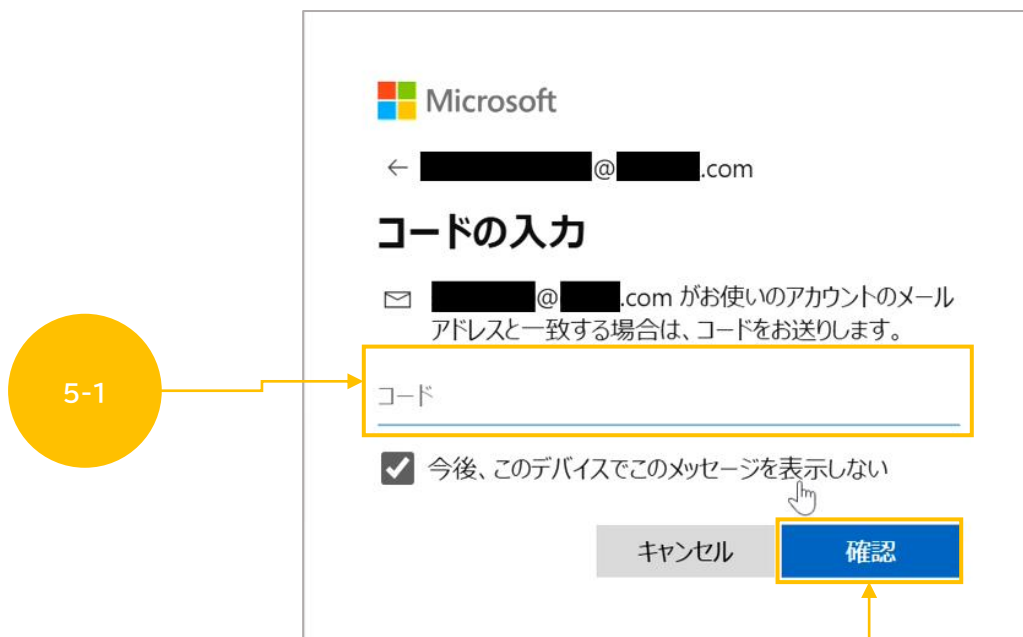 Microsoft
← @ .com
コードの入力
@ .com がお使いのアカウントのメール
アドレスと一致する場合は、コードをお送りします。
5-1
コード
今後、このデバイスでこのメッセージを表示しない
キャンセル 確認